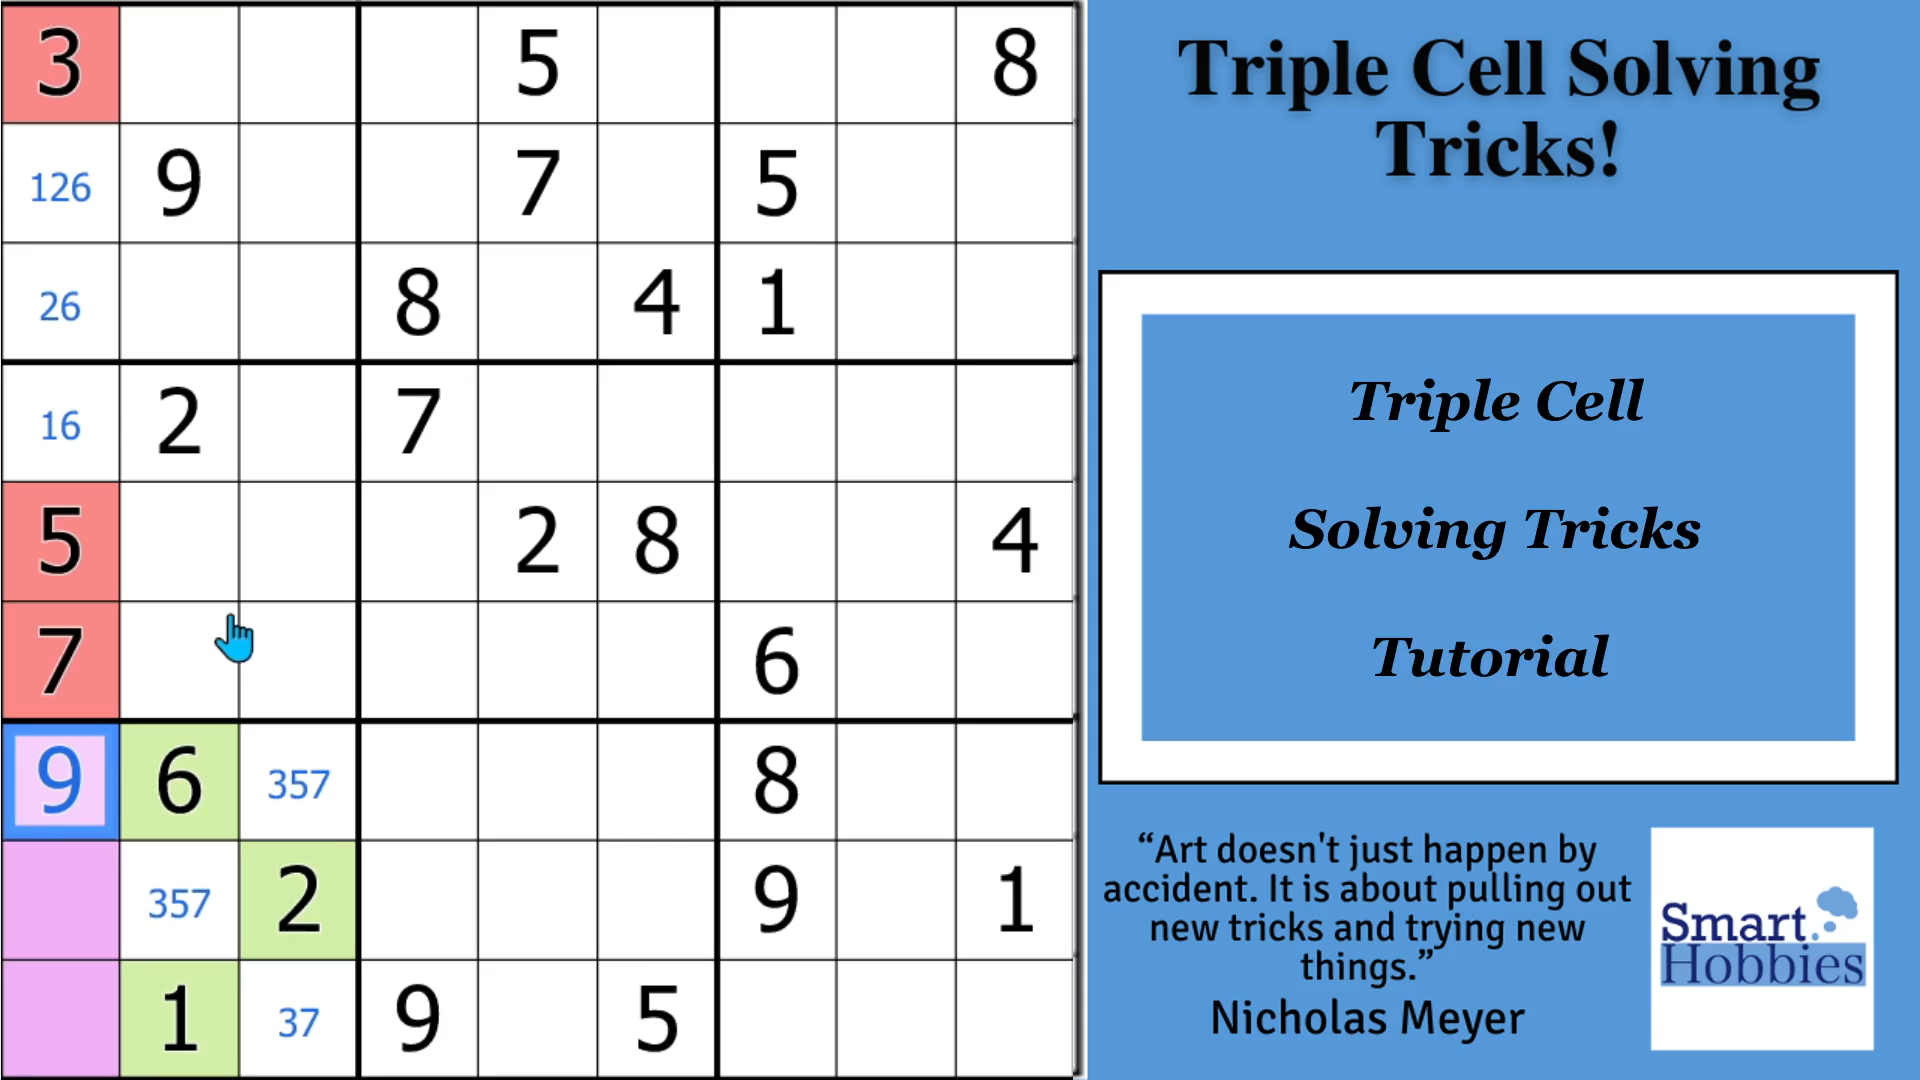 3 5 8
126 9 7 5
26 8 4 1
16 2 7
5 2 8 4
7 6
9 6 357 8
357 2 9 1
1 37 9 5
Triple Cell Solving
Tricks!
Triple Cell
Solving Tricks
Tutorial
“Art doesn't just happen by
accident. It is about pulling out
new tricks and trying new
things.”
Nicholas Meyer
Smart
Hobbies